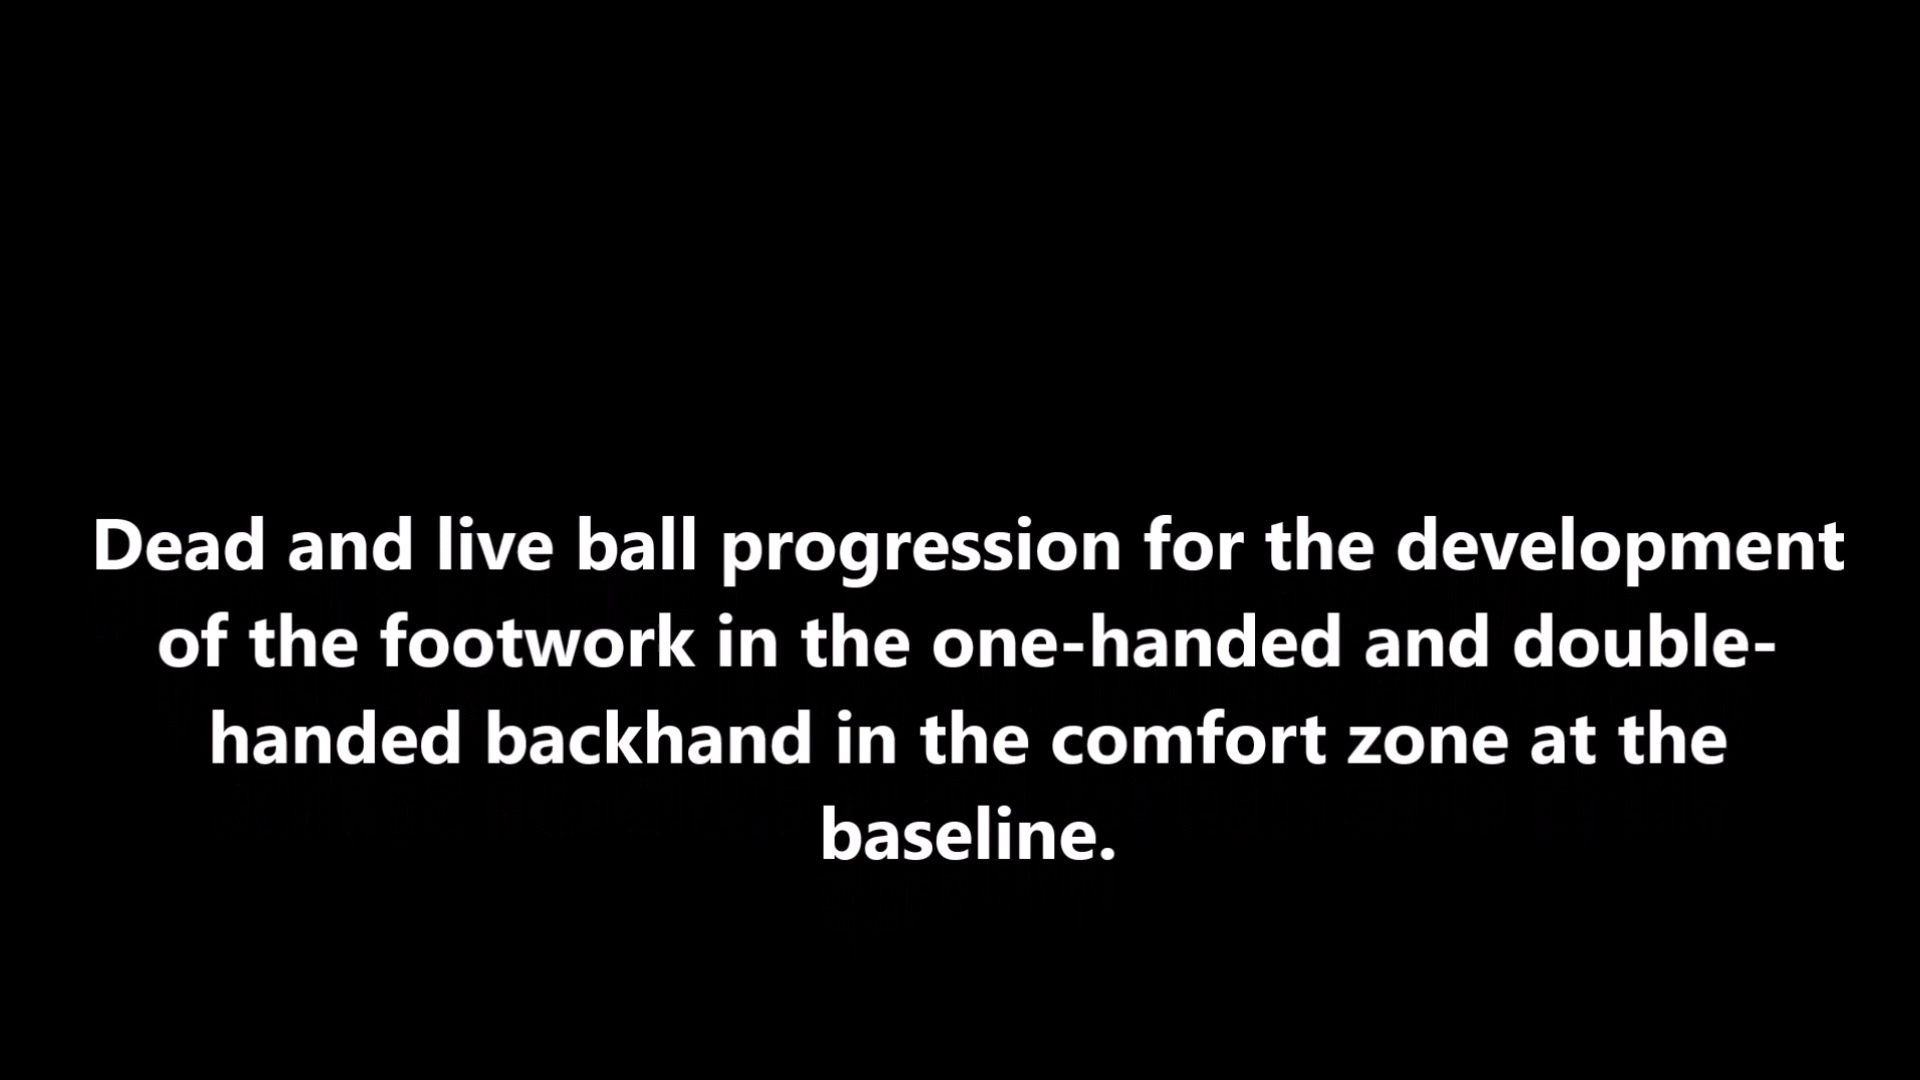 Dead and live ball progression for the development
of the footwork in the one-handed and double-
handed backhand in the comfort zone at the
baseline.